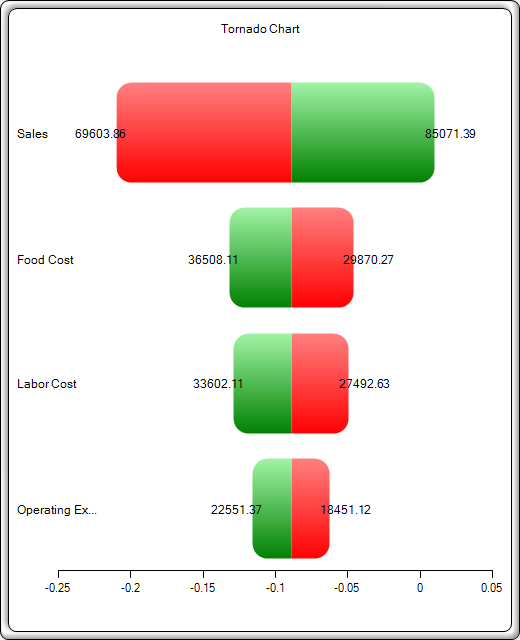 Tornado Chart
Sales 69603.86 85071.39
Food Cost 36508.11 29870.27
Labor Cost 33602.11 27492.63
Operating Ex... 22551.37 18451.12
-0.25 -0.2 -0.15 -0.1 -0.05 0 0.05